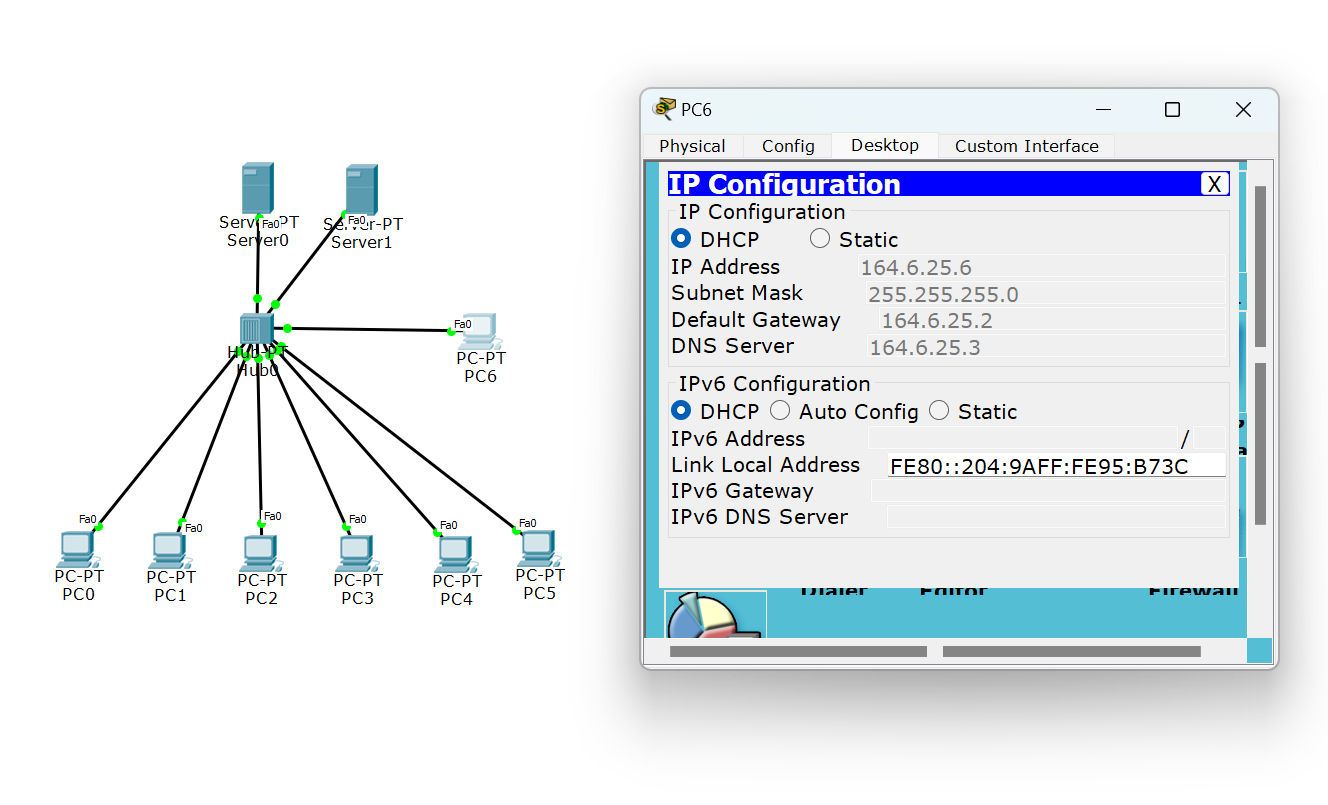 Server-PT
Fa0
Server0
Server-PT
Fa0
Server1
Hub-PT
Hub0
Fa0
PC-PT
PC6
Fa0
PC-PT
PC0
Fa0
PC-PT
PC1
Fa0
PC-PT
PC2
Fa0
PC-PT
PC3
Fa0
PC-PT
PC4
Fa0
PC-PT
PC5
PC6
Physical Config Desktop Custom Interface
IP Configuration X
IP Configuration
DHCP Static
IP Address 164.6.25.6
Subnet Mask 255.255.255.0
Default Gateway 164.6.25.2
DNS Server 164.6.25.3
IPv6 Configuration
DHCP Auto Config Static
IPv6 Address /
Link Local Address FE80::204:9AFF:FE95:B73C
IPv6 Gateway
IPv6 DNS Server
Dialer Editor Firewall